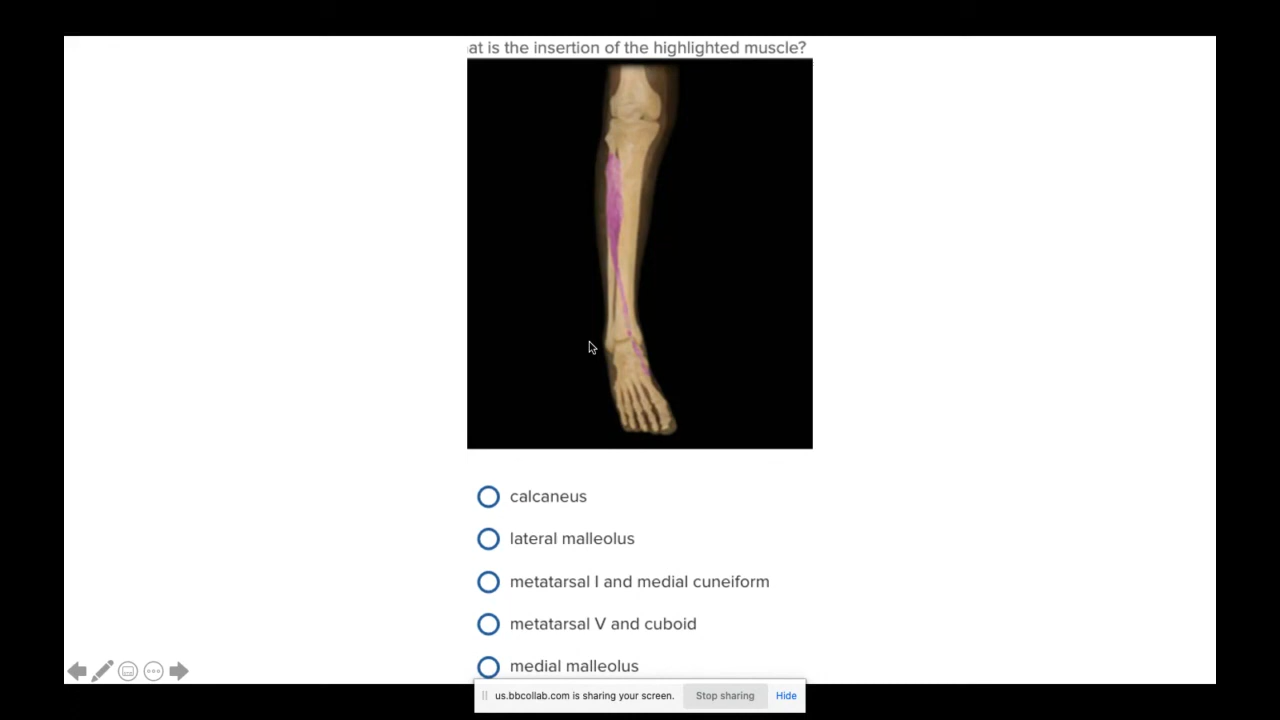 at is the insertion of the highlighted muscle?
calcaneus
lateral malleolus
metatarsal I and medial cuneiform
metatarsal V and cuboid
medial malleolus
us.bbcollab.com is sharing your screen. Stop sharing Hide